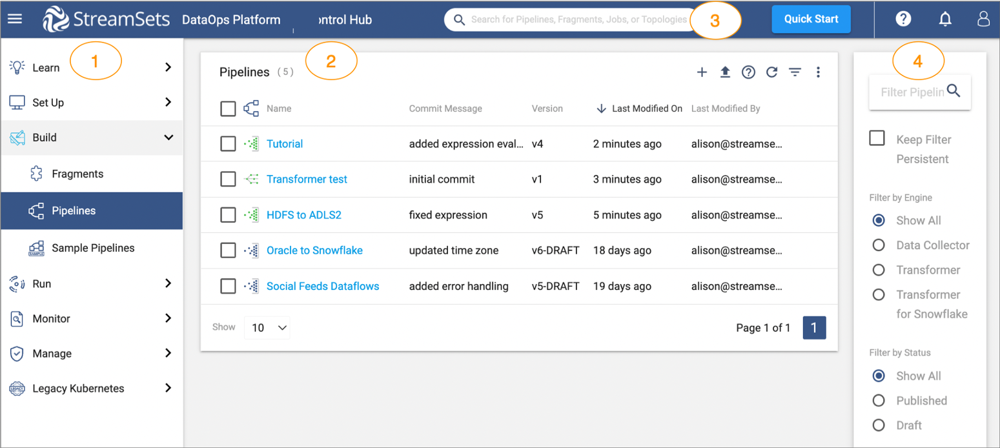 StreamSets DataOps Platform ontrol Hub Search for Pipelines, Fragments, Jobs, or Topologies 3 Quick Start
1
Learn
Set Up
Build
Fragments
Pipelines
Sample Pipelines
Run
Monitor
Manage
Legacy Kubernetes
2
Pipelines (5)
Name Commit Message Version Last Modified On Last Modified By
Tutorial added expression eval... v4 2 minutes ago alison@streamse...
Transformer test initial commit v1 3 minutes ago alison@streamse...
HDFS to ADLS2 fixed expression v5 5 minutes ago alison@streamse...
Oracle to Snowflake updated time zone v6-DRAFT 18 days ago alison@streamse...
Social Feeds Dataflows added error handling v5-DRAFT 19 days ago alison@streamse...
Show 10 Page 1 of 1 1
4
Filter Pipelin
Keep Filter
Persistent
Filter by Engine
Show All
Data Collector
Transformer
Transformer
for Snowflake
Filter by Status
Show All
Published
Draft